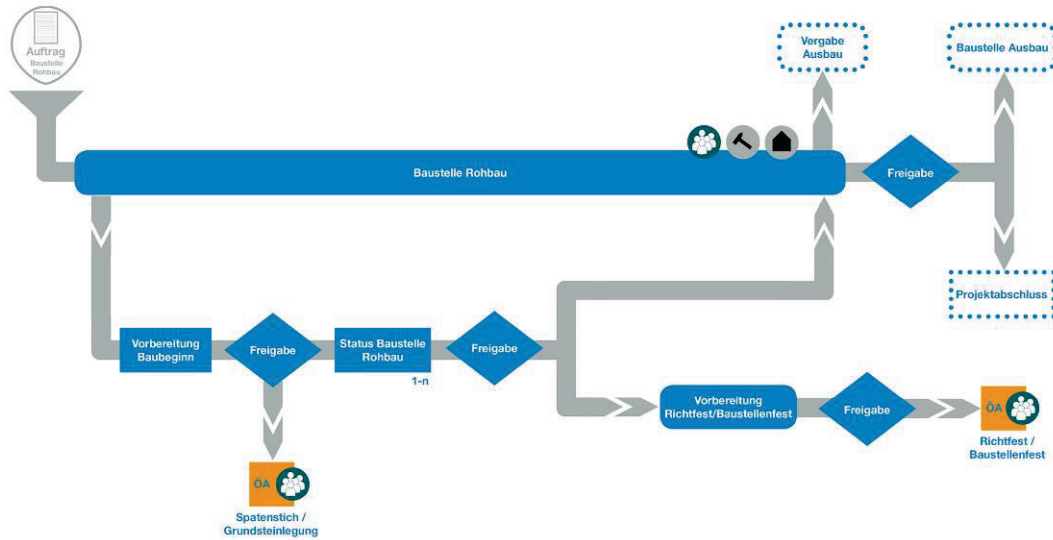 Auftrag
Baustelle
Rohbau
Vergabe
Ausbau
Baustelle Ausbau
Baustelle Rohbau
Freigabe
Projektabschluss
Vorbereitung
Baubeginn
Freigabe
Status Baustelle
Rohbau
1-n
Freigabe
Vorbereitung
Richtfest/Baustellenfest
Freigabe
ÖA
Richtfest /
Baustellenfest
ÖA
Spatenstich /
Grundsteinlegung